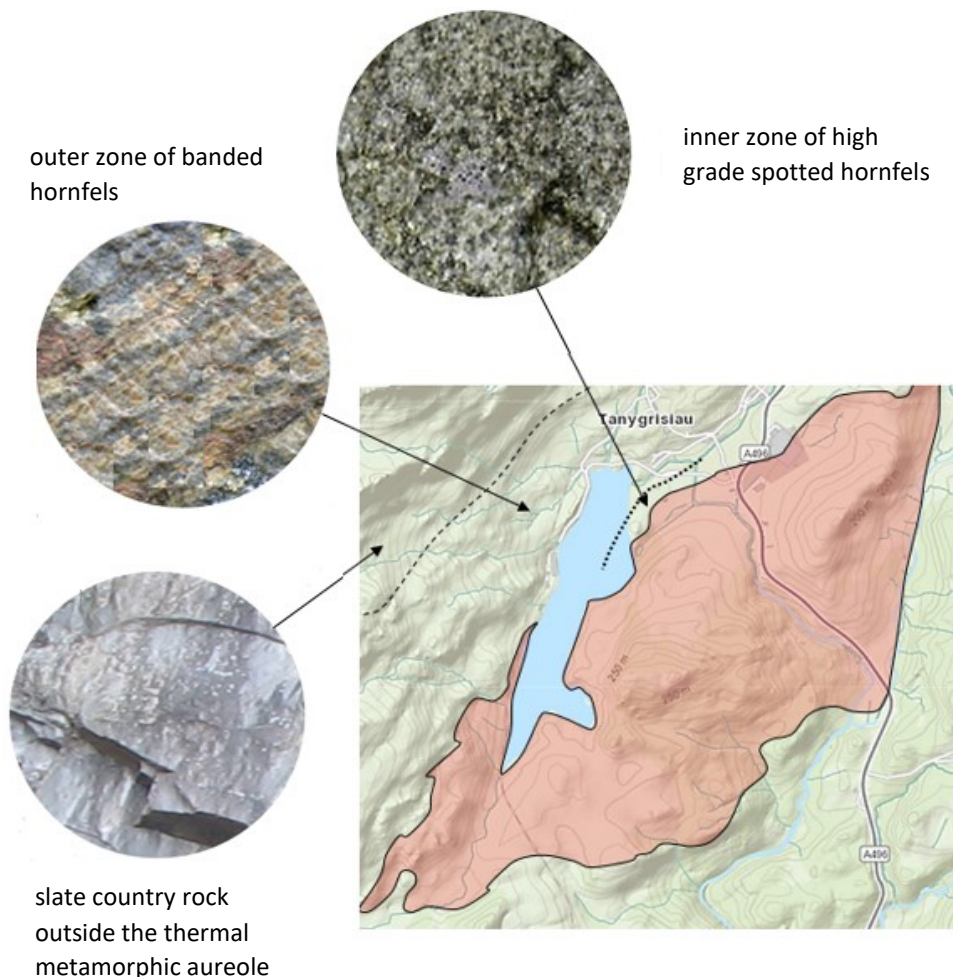 outer zone of banded
hornfels
inner zone of high
grade spotted hornfels
Tanygrisiau
A496
250 m
A496
slate country rock
outside the thermal
metamorphic aureole